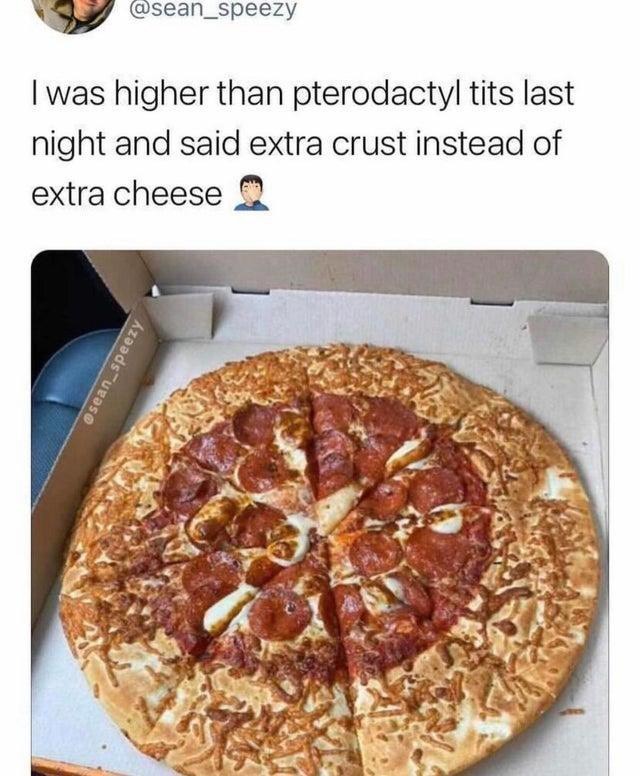 @sean_speezy
I was higher than pterodactyl tits last
night and said extra crust instead of
extra cheese 🤦🏻‍♂️
@sean_speezy